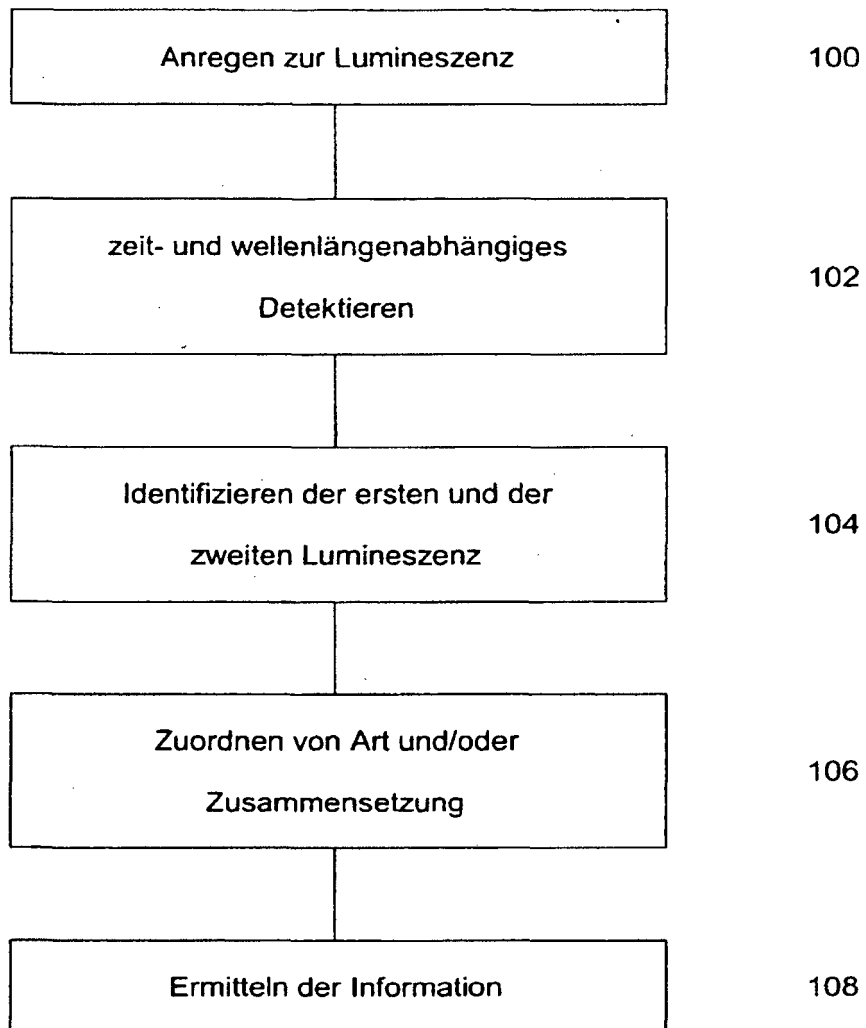 Anregen zur Lumineszenz 100
zeit- und wellenlängenabhängiges
Detektieren 102
Identifizieren der ersten und der
zweiten Lumineszenz 104
Zuordnen von Art und/oder
Zusammensetzung 106
Ermitteln der Information 108